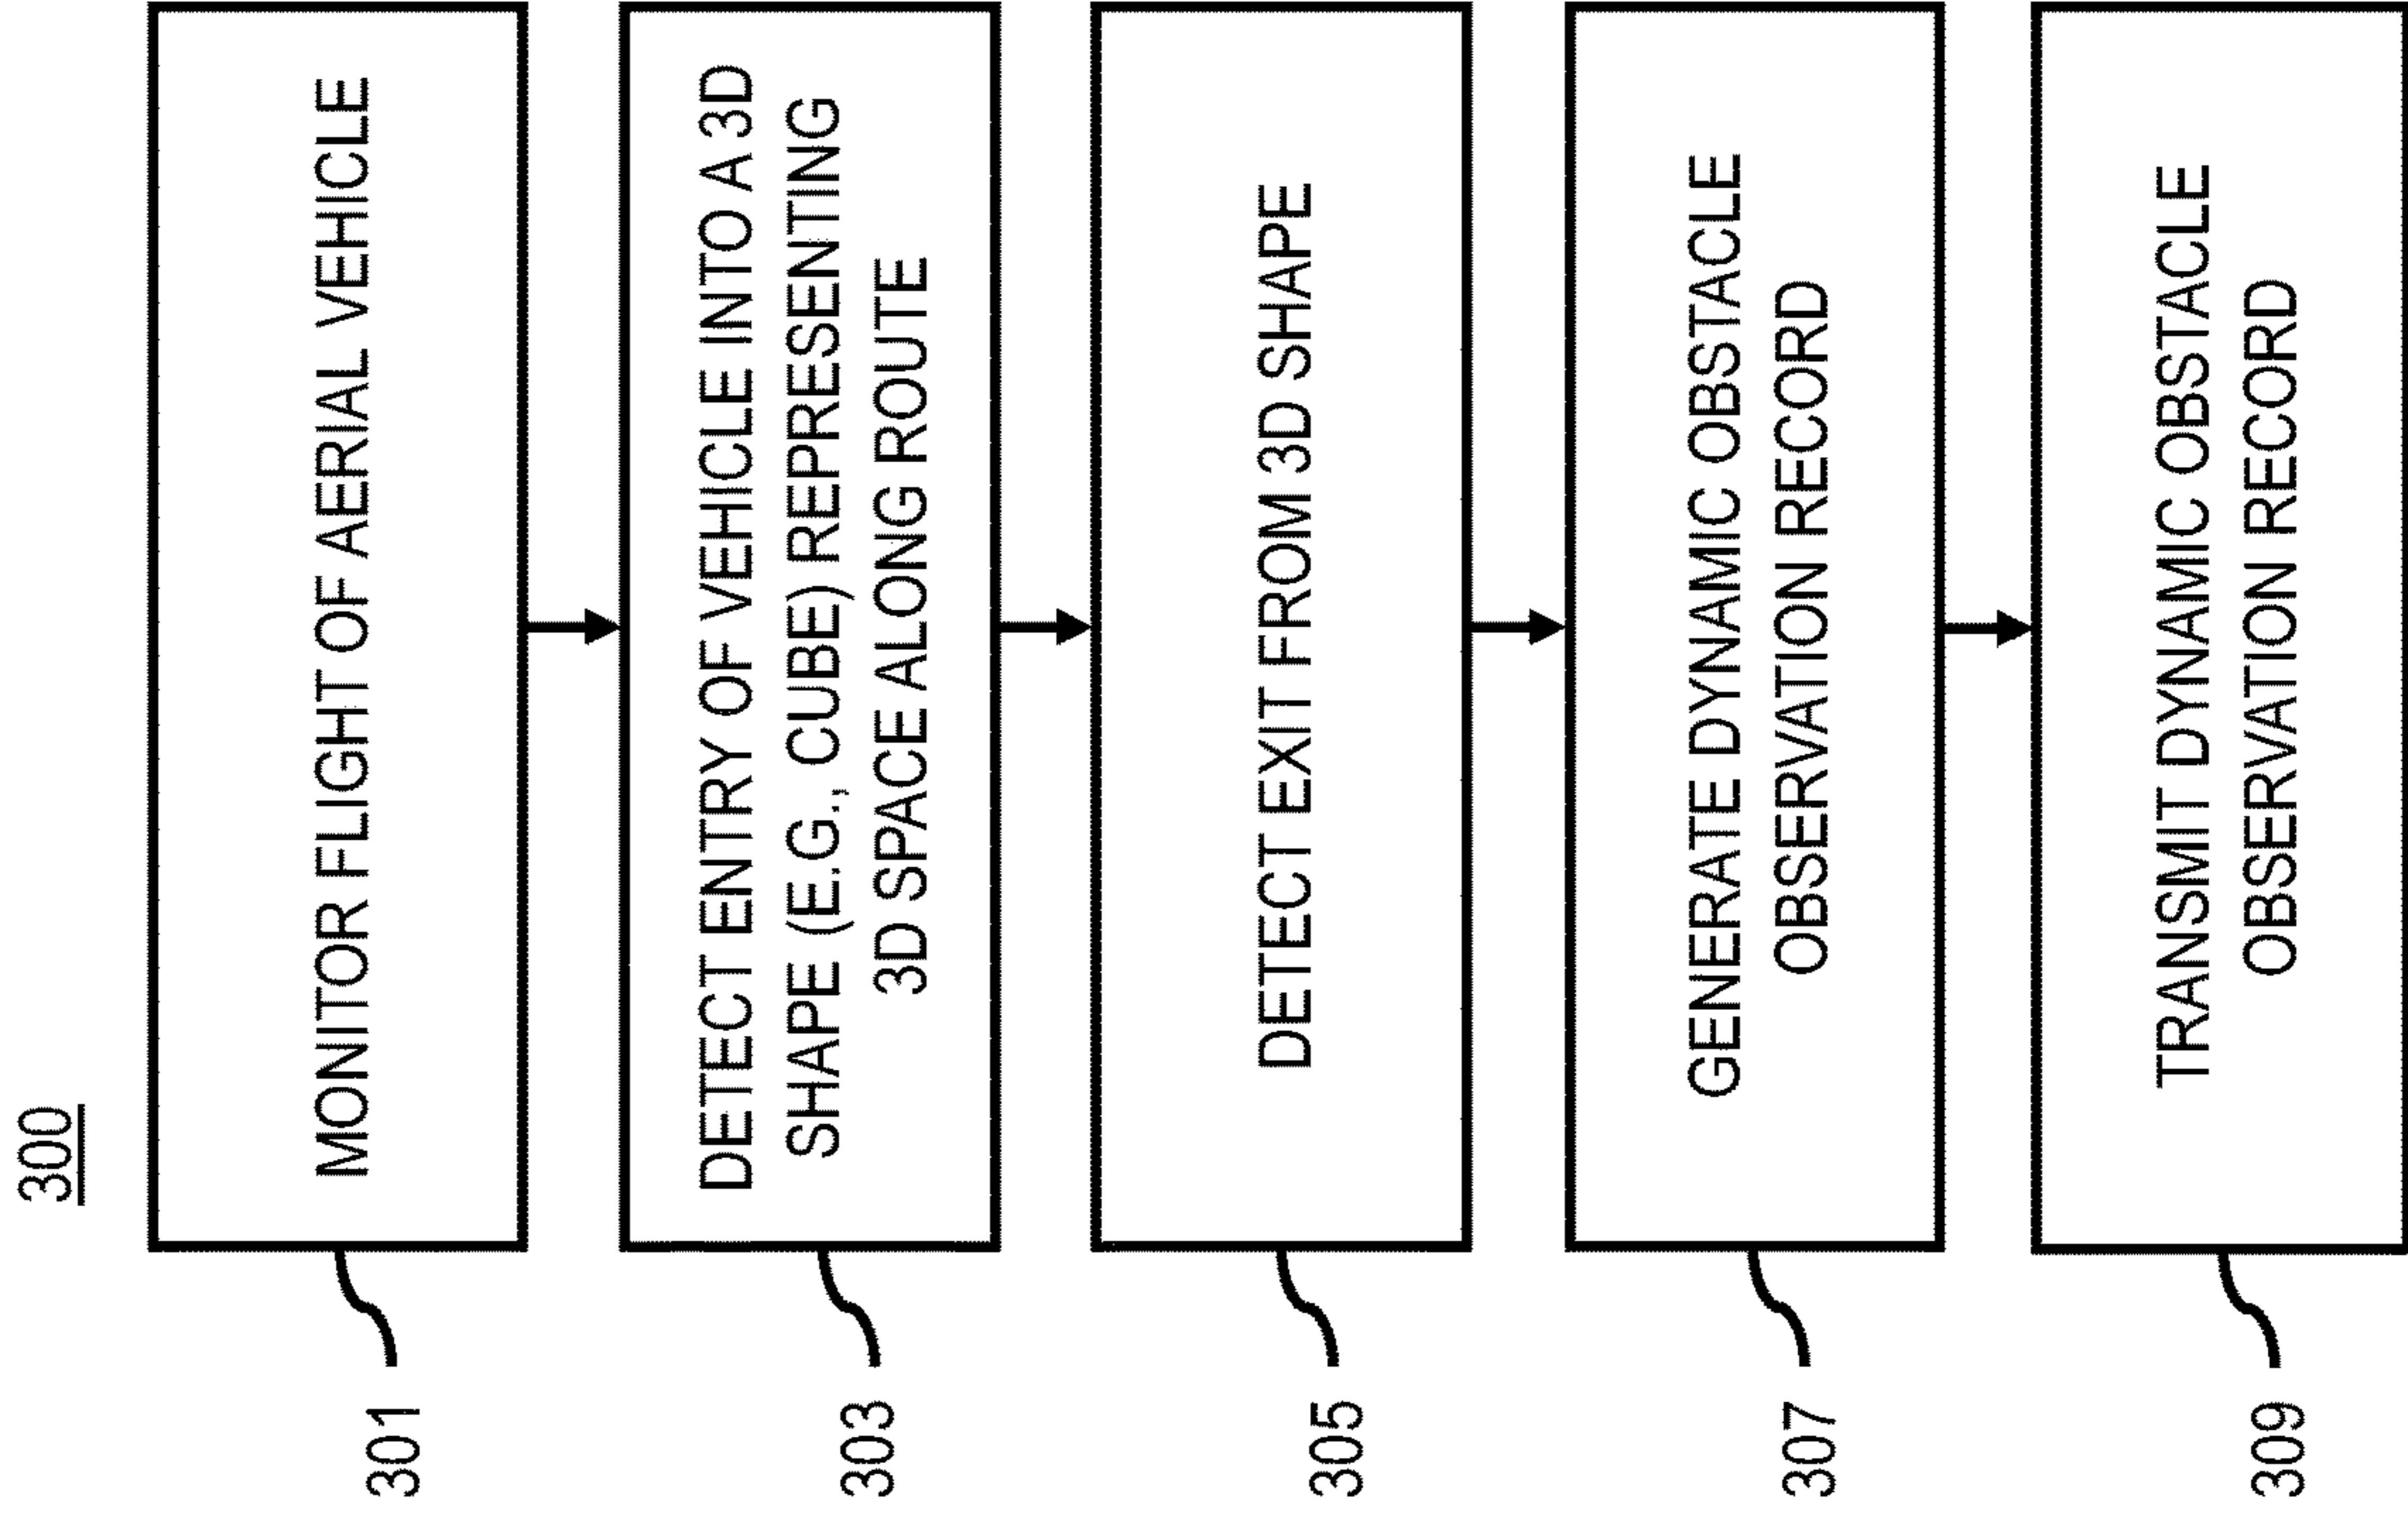 300
301
MONITOR FLIGHT OF AERIAL VEHICLE
303
DETECT ENTRY OF VEHICLE INTO A 3D
SHAPE (E.G., CUBE) REPRESENTING
3D SPACE ALONG ROUTE
305
DETECT EXIT FROM 3D SHAPE
307
GENERATE DYNAMIC OBSTACLE
OBSERVATION RECORD
309
TRANSMIT DYNAMIC OBSTACLE
OBSERVATION RECORD